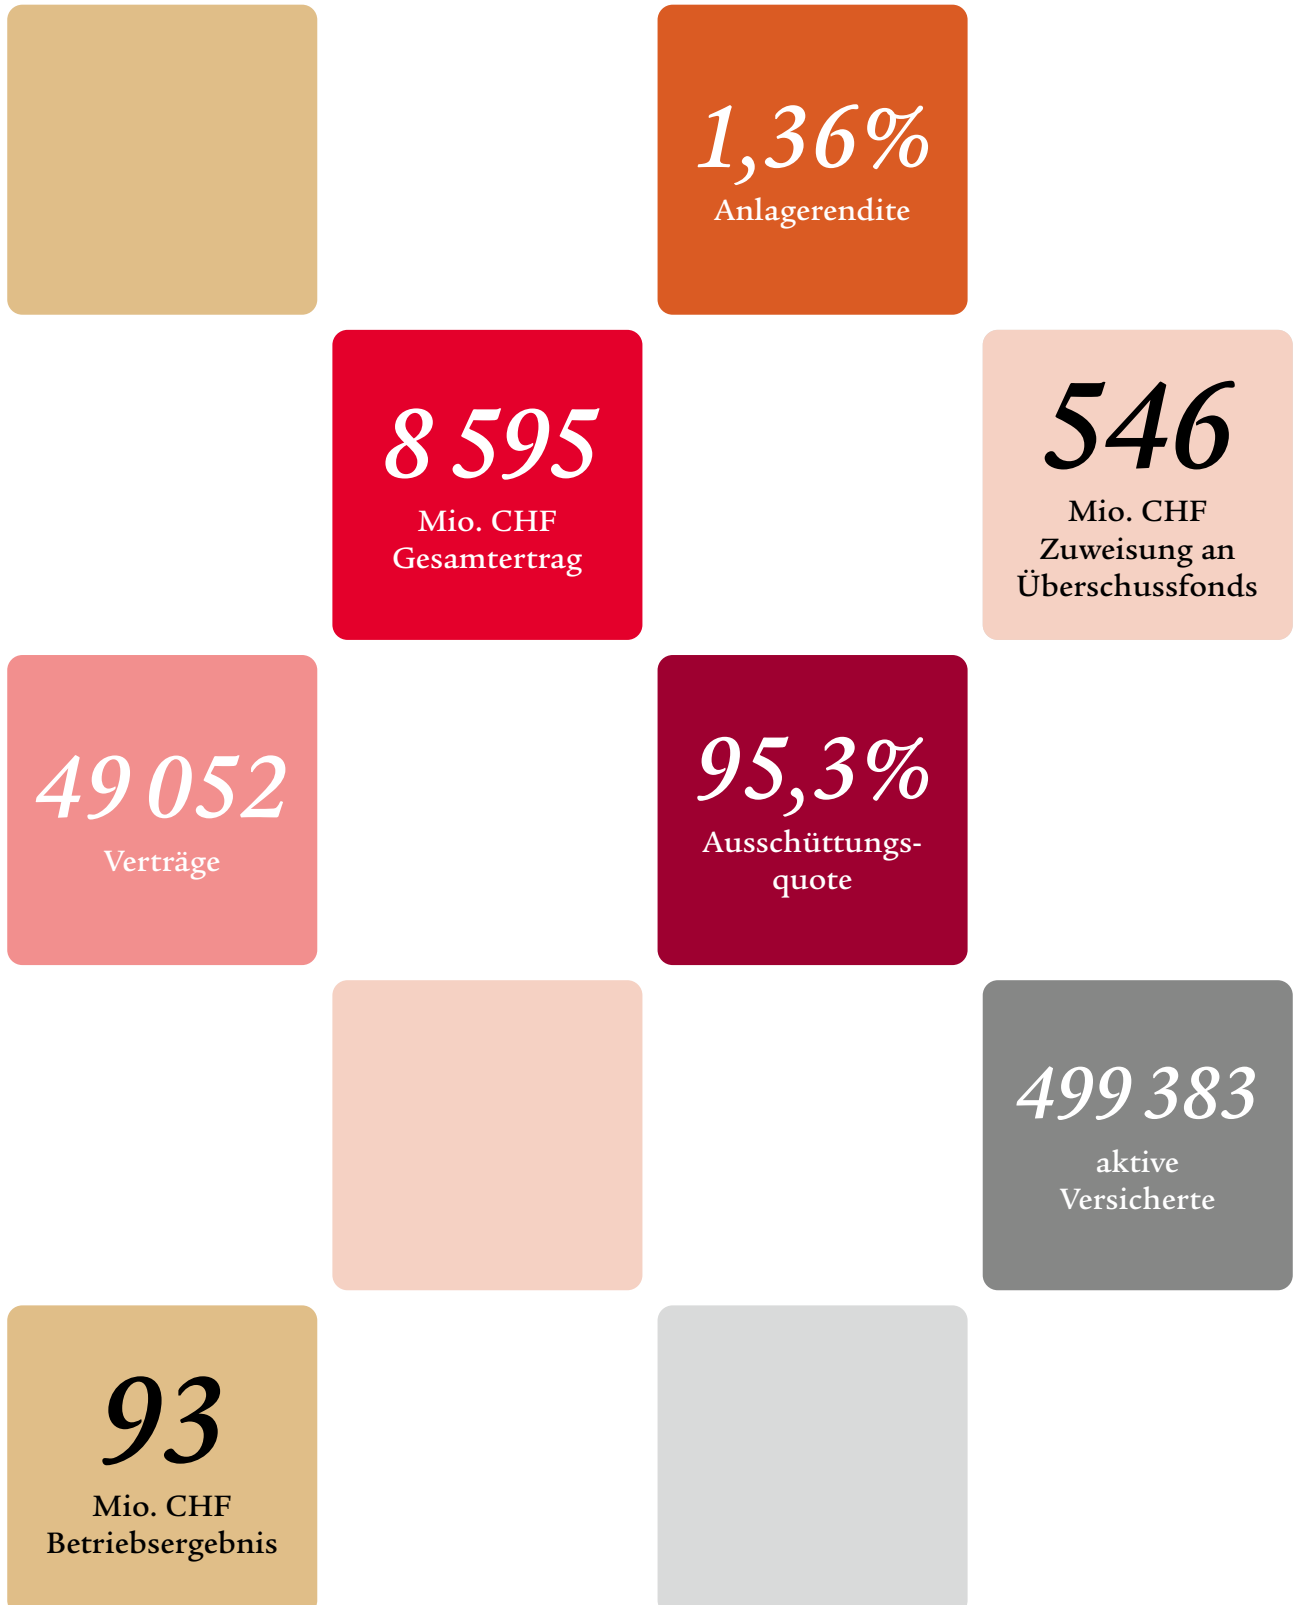 1,36%
Anlagerendite
8 595
Mio. CHF
Gesamtertrag
546
Mio. CHF
Zuweisung an
Überschussfonds
49 052
Verträge
95,3%
Ausschüttungs-
quote
499 383
aktive
Versicherte
93
Mio. CHF
Betriebsergebnis